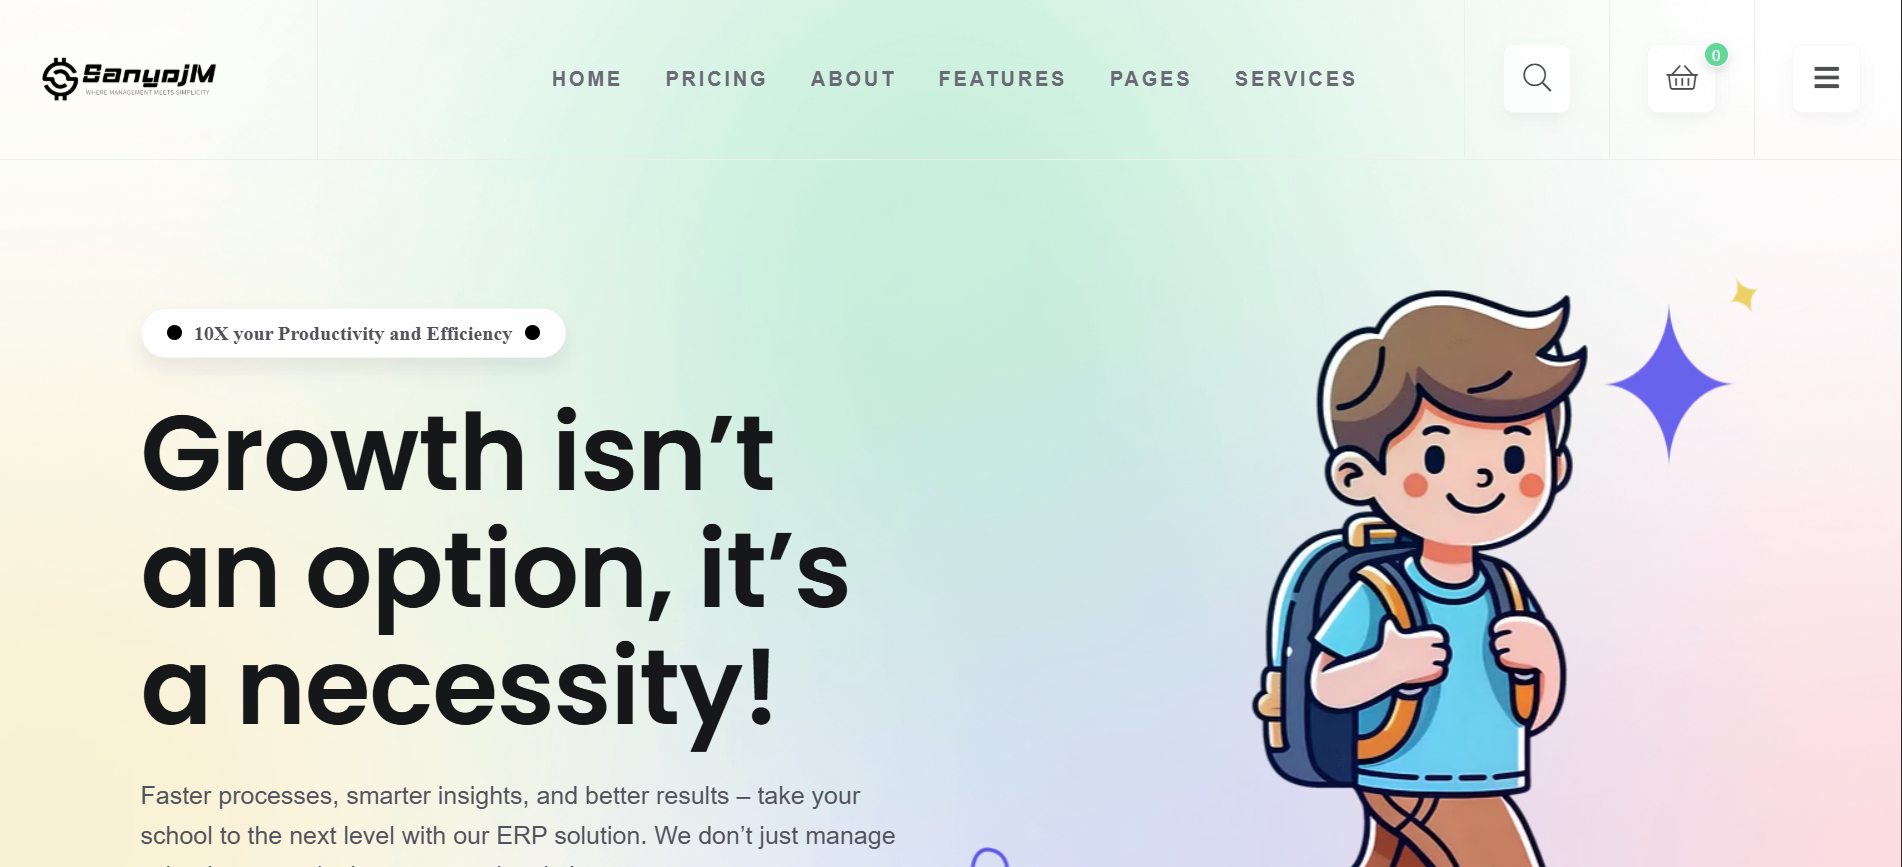 SanyojM
WHERE MANAGEMENT MEETS SIMPLICITY
HOME PRICING ABOUT FEATURES PAGES SERVICES
0
10X your Productivity and Efficiency
Growth isn’t
an option, it’s
a necessity!
Faster processes, smarter insights, and better results – take your
school to the next level with our ERP solution. We don’t just manage